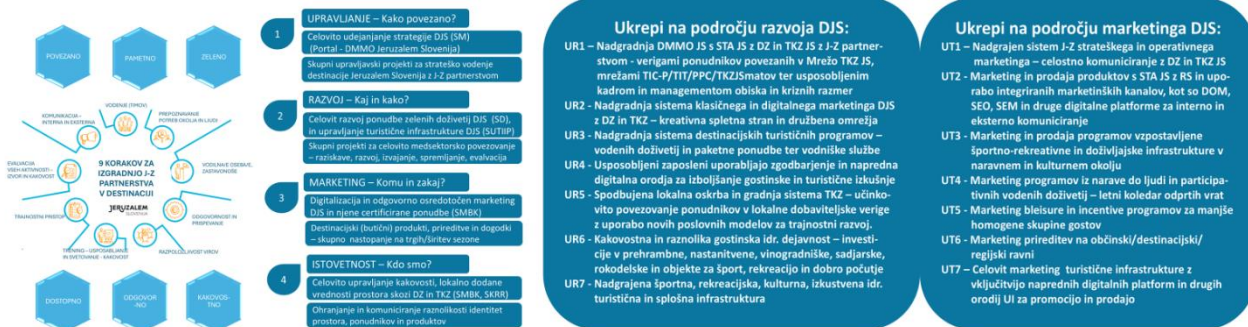 POVEZANO
PAMETNO
ZELENO
VODENJE (TIMOV)
KOMUNIKACIJA -
INTERNA IN EKSTERNA
PREPOZNAVANJE
POTREB OKOLJA IN LJUDI
EVALVACIJA
VSEH AKTIVNOSTI -
IZVOR IN KAKOVOST
9 KORAKOV ZA
IZGRADNJO J-Z
PARTNERSTVA
V DESTINACIJI
JERUZALEM
SLOVENIJA
TRAJNOSTNI PRISTOP
ODGOVORNOST IN
PRISPEVANJE
TRENING - USPOSABLJANJE
IN SVETOVANJE - KAKOVOST
RAZPOLOŽLJIVOST VIROV
DOSTOPNO
ODGOVOR
-NO
KAKOVOS-
TNO
1
UPRAVLJANJE – Kako povezano?
Celovito udejanjanje strategije DJS (SM)
(Portal - DMMO Jeruzalem Slovenija)
Skupni upravljavski projekti za strateško vodenje
destinacije Jeruzalem Slovenija z J-Z partnerstvom
2
RAZVOJ – Kaj in kako?
Celovit razvoj ponudbe zelenih doživetij DJS (SD),
in upravljanje turistične infrastrukture DJS (SUTIIP)
Skupni projekti za celovito medsektorsko povezovanje
– raziskave, razvoj, izvajanje, spremljanje, evalvacija
3
MARKETING – Komu in zakaj?
Digitalizacija in odgovorno osredotočen marketing
DJS in njene certificirane ponudbe (SMBK)
Destinacijski (butični) produkti, prireditve in dogodki
– skupno nastopanje na trgih/širitev sezone
4
ISTOVETNOST – Kdo smo?
Celovito upravljanje kakovosti, lokalno dodane
vrednosti prostora skozi DZ in TKZ (SMBK, SKRR)
Ohranjanje in komuniciranje raznolikosti identitet
prostora, ponudnikov in produktov
Ukrepi na področju razvoja DJS:
UR1 – Nadgradnja DMMO JS s STA JS z DZ in TKZ JS z J-Z partner-
stvom - verigami ponudnikov povezanih v Mrežo TKZ JS,
mrežami TIC-P/TIT/PPC/TKZJSmatov ter usposobljenim
kadrom in managementom obiska in kriznih razmer
UR2 – Nadgradnja sistema klasičnega in digitalnega marketinga DJS
z DZ in TKZ – kreativna spletna stran in družbena omrežja
UR3 – Nadgradnja sistema destinacijskih turističnih programov –
vodenih doživetij in paketne ponudbe ter vodniške službe
UR4 - Usposobljeni zaposleni uporabljajo zgodbarjenje in napredna
digitalna orodja za izboljšanje gostinske in turistične izkušnje
UR5 – Spodbujena lokalna oskrba in gradnja sistema TKZ – učinko-
vito povezovanje ponudnikov v lokalne dobaviteljske verige
z uporabo novih poslovnih modelov za trajnostni razvoj.
UR6 – Kakovostna in raznolika gostinska idr. dejavnost – investi-
cije v prehrambne, nastanitvene, vinogradniške, sadjarske,
rokodelske in objekte za šport, rekreacijo in dobro počutje
UR7 – Nadgrajena športna, rekreacijska, kulturna, izkustvena idr.
turistična in splošna infrastruktura
Ukrepi na področju marketinga DJS:
UT1 – Nadgrajen sistem J-Z strateškega in operativnega
marketinga – celostno komuniciranje z DZ in TKZ JS
UT2 - Marketing in prodaja produktov s STA JS z RS in upo-
rabo integriranih marketinških kanalov, kot so DOM,
SEO, SEM in druge digitalne platforme za interno in
eksterno komuniciranje
UT3 – Marketing in prodaja programov vzpostavljene
športno-rekreativne in doživljajske infrastrukture v
naravnem in kulturnem okolju
UT4 - Marketing programov iz narave do ljudi in participa-
tivnih vodenih doživetij – letni koledar odprtih vrat
UT5 - Marketing bleisure in incentive programov za manjše
homogene skupine gostov
UT6 - Marketing prireditev na občinski/destinacijski/
regijski ravni
UT7 – Celovit marketing turistične infrastrukture z
vključitvijo naprednih digitalnih platform in drugih
orodij UI za promocijo in prodajo